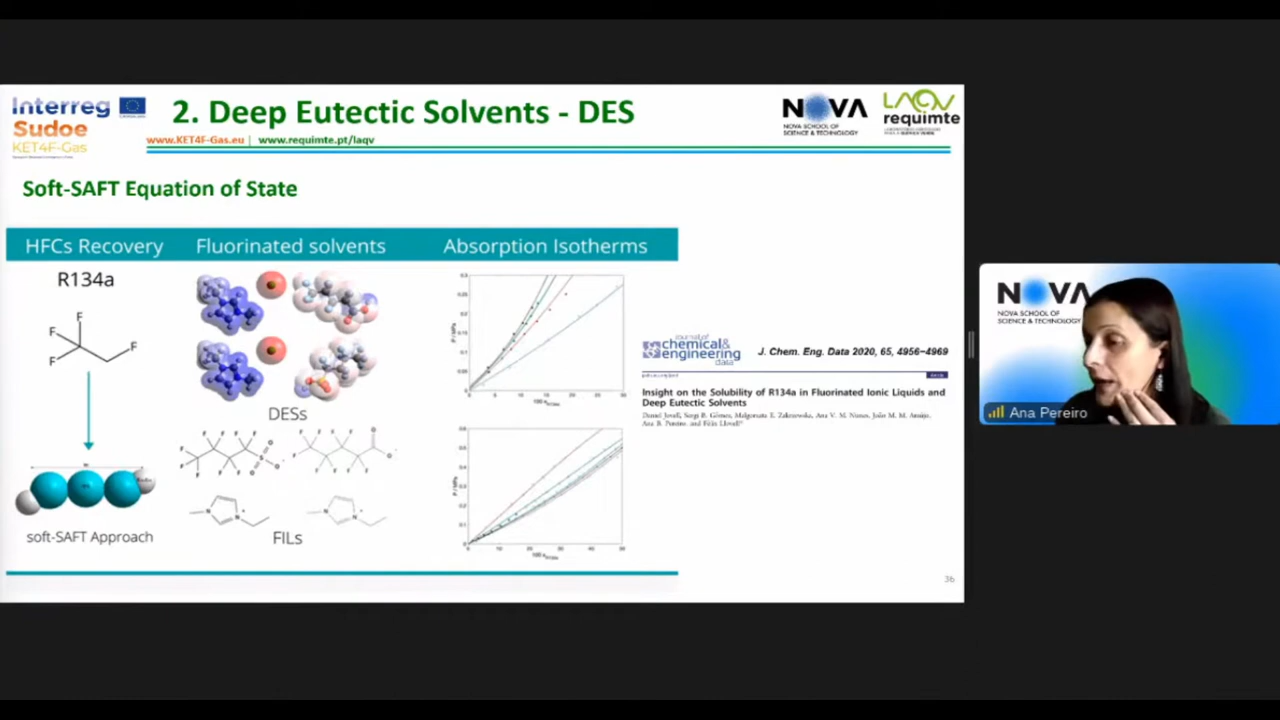 Interreg
Sudoe
KET4F-Gas
2. Deep Eutectic Solvents - DES
www.KET4F-Gas.eu | www.requimte.pt/laqv
NOVA
NOVA SCHOOL OF
SCIENCE & TECHNOLOGY
LAQV
requimte
Soft-SAFT Equation of State
HFCs Recovery
Fluorinated solvents
Absorption Isotherms
R134a
F
F
F
F
soft-SAFT Approach
DESs
FILs
Journal of
chemical&
engineering
data
J. Chem. Eng. Data 2020, 65, 4956−4969
Insight on the Solubility of R134a in Fluorinated Ionic Liquids and
Deep Eutectic Solvents
36
NOVA
NOVA SCHOOL OF
SCIENCE & TECHNOLOGY
Ana Pereiro